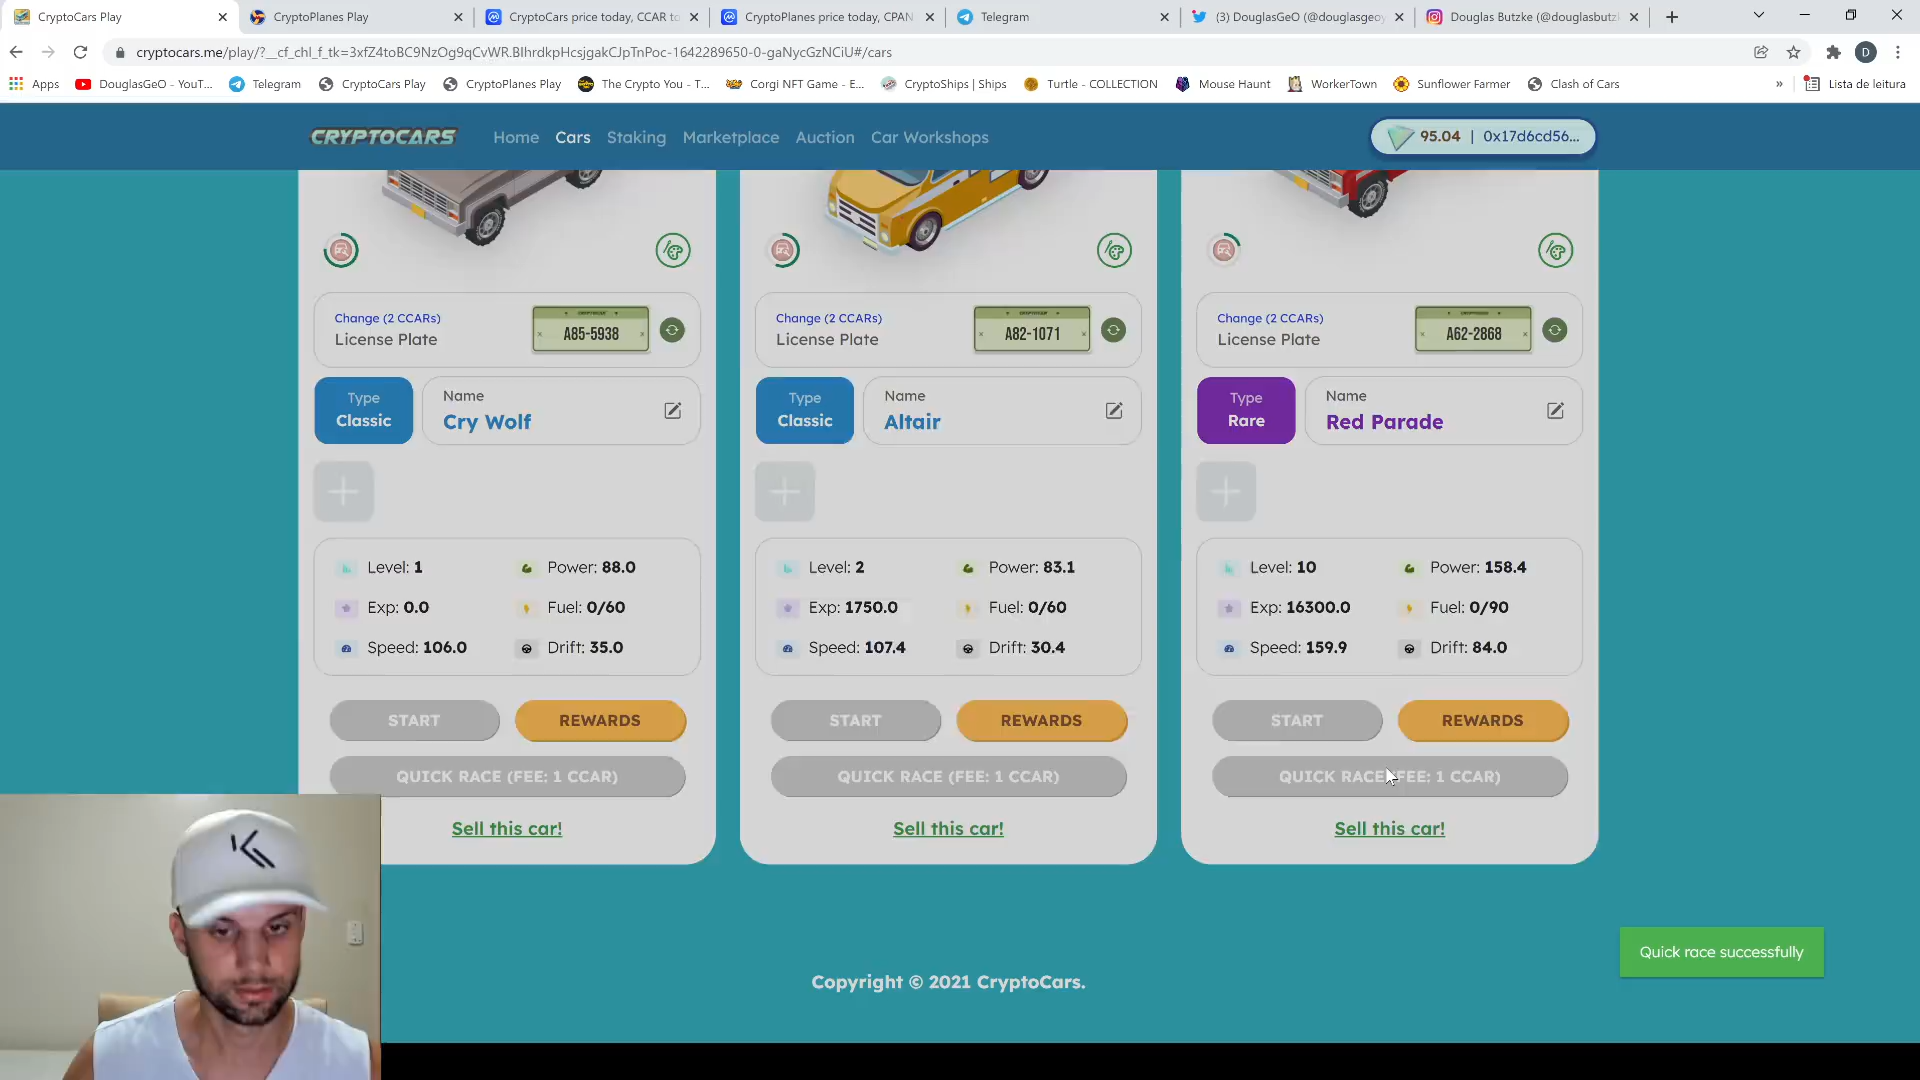 CryptoCars Play
CryptoPlanes Play
CryptoCars price today, CCAR to
CryptoPlanes price today, CPAN
Telegram
(3) DouglasGeO (@douglasgeoy
Douglas Butzke (@douglasbutz
cryptocars.me/play/?__cf_chl_f_tk=3xfZ4toBC9NzOg9qCvWR.BIhrdkpHcsjgakCJpTnPoc-1642289650-0-gaNycGzNCiU#/cars
D
Apps
DouglasGeO - YouT...
Telegram
CryptoCars Play
CryptoPlanes Play
The Crypto You - T...
Corgi NFT Game - E...
CryptoShips | Ships
Turtle - COLLECTION
Mouse Haunt
WorkerTown
Sunflower Farmer
Clash of Cars
»
Lista de leitura
CRYPTOCARS
Home
Cars
Staking
Marketplace
Auction
Car Workshops
95.04 | 0x17d6cd56...
Change (2 CCARs)
License Plate
A85-5938
Type
Classic
Name
Cry Wolf
Level: 1
Power: 88.0
Exp: 0.0
Fuel: 0/60
Speed: 106.0
Drift: 35.0
START
REWARDS
QUICK RACE (FEE: 1 CCAR)
Sell this car!
Change (2 CCARs)
License Plate
A82-1071
Type
Classic
Name
Altair
Level: 2
Power: 83.1
Exp: 1750.0
Fuel: 0/60
Speed: 107.4
Drift: 30.4
START
REWARDS
QUICK RACE (FEE: 1 CCAR)
Sell this car!
Change (2 CCARs)
License Plate
A62-2868
Type
Rare
Name
Red Parade
Level: 10
Power: 158.4
Exp: 16300.0
Fuel: 0/90
Speed: 159.9
Drift: 84.0
START
REWARDS
QUICK RACE (FEE: 1 CCAR)
Sell this car!
Quick race successfully
Copyright © 2021 CryptoCars.